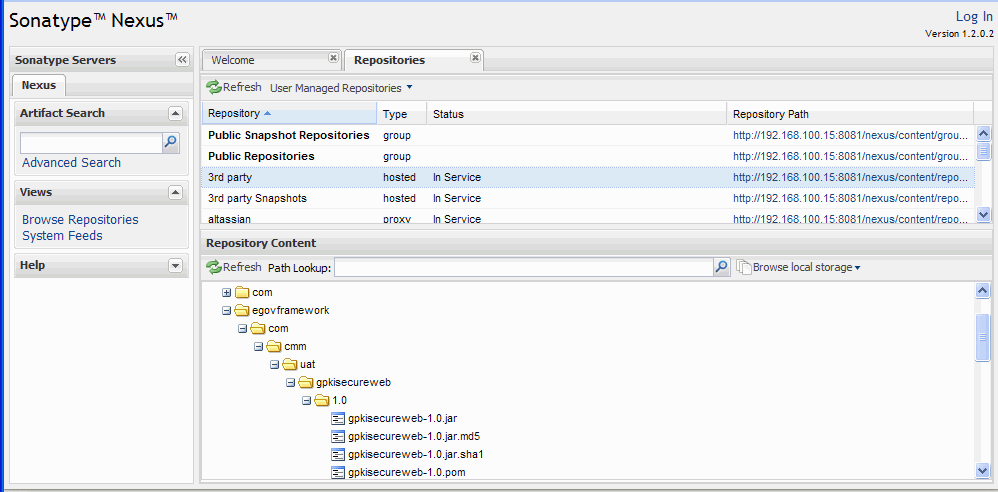 Sonatype™ Nexus™
Log In
Version 1.2.0.2
Sonatype Servers
Nexus
Artifact Search
Advanced Search
Views
Browse Repositories
System Feeds
Help
Welcome
Repositories
Refresh User Managed Repositories
Repository Type Status Repository Path
Public Snapshot Repositories group http://192.168.100.15:8081/nexus/content/grou...
Public Repositories group http://192.168.100.15:8081/nexus/content/grou...
3rd party hosted In Service http://192.168.100.15:8081/nexus/content/repo...
3rd party Snapshots hosted In Service http://192.168.100.15:8081/nexus/content/repo...
altassian proxy In Service http://192.168.100.15:8081/nexus/content/repo...
Repository Content
Refresh Path Lookup: Browse local storage
com
egovframework
com
cmm
uat
gpkisecureweb
1.0
gpkisecureweb-1.0.jar
gpkisecureweb-1.0.jar.md5
gpkisecureweb-1.0.jar.sha1
gpkisecureweb-1.0.pom